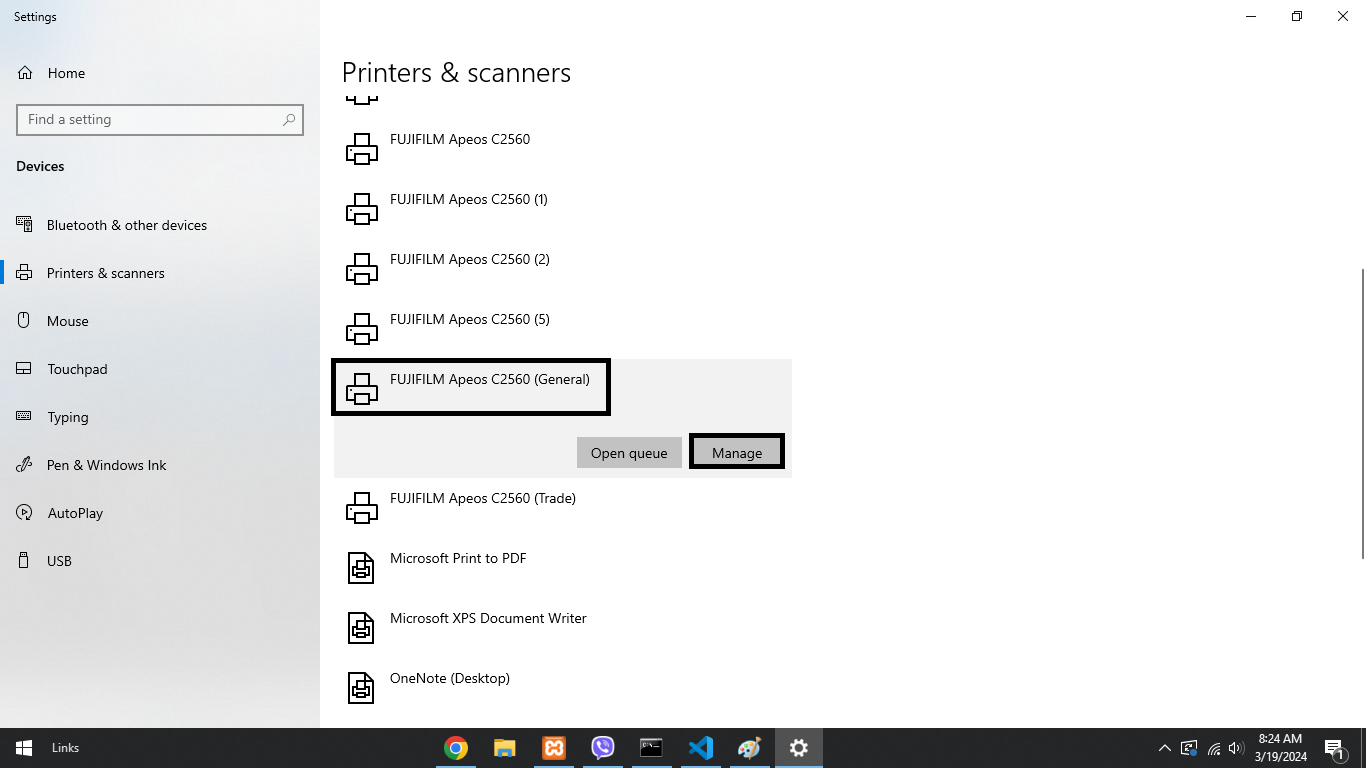 Settings
Home
Find a setting
Devices
Bluetooth & other devices
Printers & scanners
Mouse
Touchpad
Typing
Pen & Windows Ink
AutoPlay
USB
Printers & scanners
FUJIFILM Apeos C2560
FUJIFILM Apeos C2560 (1)
FUJIFILM Apeos C2560 (2)
FUJIFILM Apeos C2560 (5)
FUJIFILM Apeos C2560 (General)
Open queue Manage
FUJIFILM Apeos C2560 (Trade)
Microsoft Print to PDF
Microsoft XPS Document Writer
OneNote (Desktop)
Links
8:24 AM
3/19/2024
1